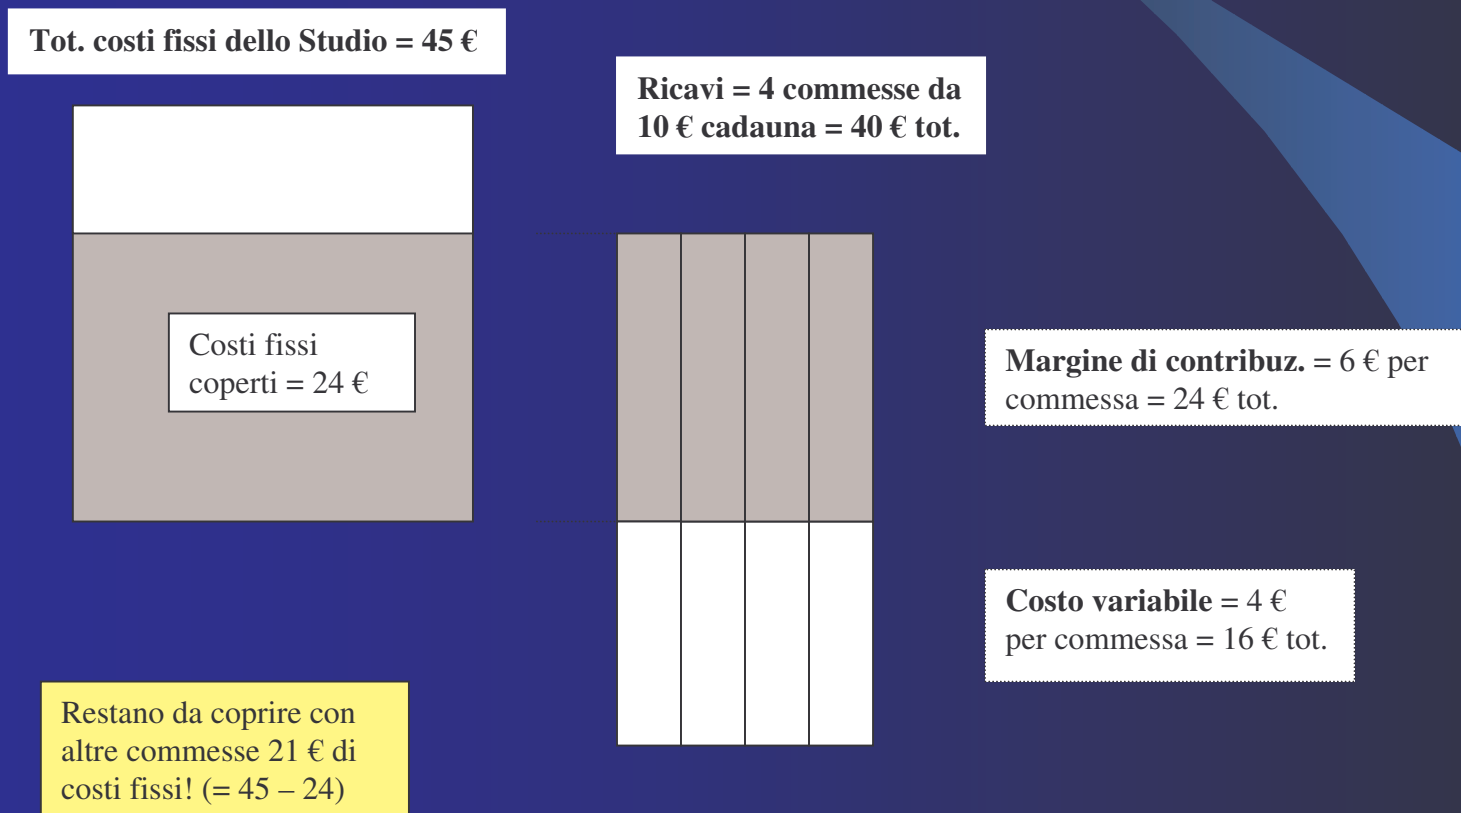 Tot. costi fissi dello Studio = 45 €
Ricavi = 4 commesse da
10 € cadauna = 40 € tot.
Costi fissi
coperti = 24 €
Margine di contribuz. = 6 € per
commessa = 24 € tot.
Costo variabile = 4 €
per commessa = 16 € tot.
Restano da coprire con
altre commesse 21 € di
costi fissi! (= 45 – 24)